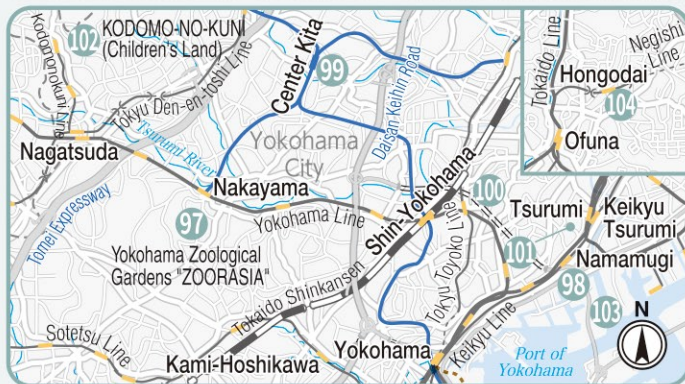 102
KODOMO-NO-KUNI
(Children's Land)
Kodomonokuni Line
Tokyu Den-en-toshi Line
Center Kita
99
Daisan Keihin Road
Tokaido Line
Negishi
Line
Hongodai
104
Ofuna
Nagatsuda
Tsurumi River
Yokohama
City
Nakayama
Shin-Yokohama
100
Tomei Expressway
97
Yokohama Line
Tsurumi
Keikyu
Tsurumi
101
Yokohama Zoological
Gardens "ZOORASIA"
Tokaido Shinkansen
Tokyu Toyoko Line
Namamugi
98
103
N
Sotetsu Line
Kami-Hoshikawa
Yokohama
Keikyu Line
Port of
Yokohama